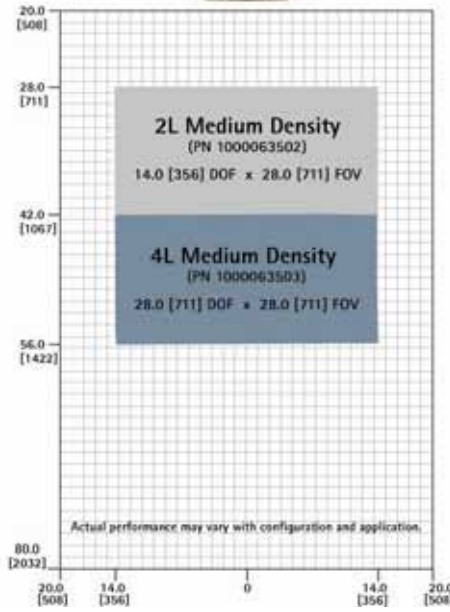 20.0
[508]
28.0
[711]
2L Medium Density
(PN 1000063502)
14.0 [356] DOF x 28.0 [711] FOV
42.0
[1067]
4L Medium Density
(PN 1000063503)
28.0 [711] DOF x 28.0 [711] FOV
56.0
[1422]
Actual performance may vary with configuration and application.
80.0
[2032]
20.0 14.0 0 14.0 20.0
[508] [356] [356] [508]